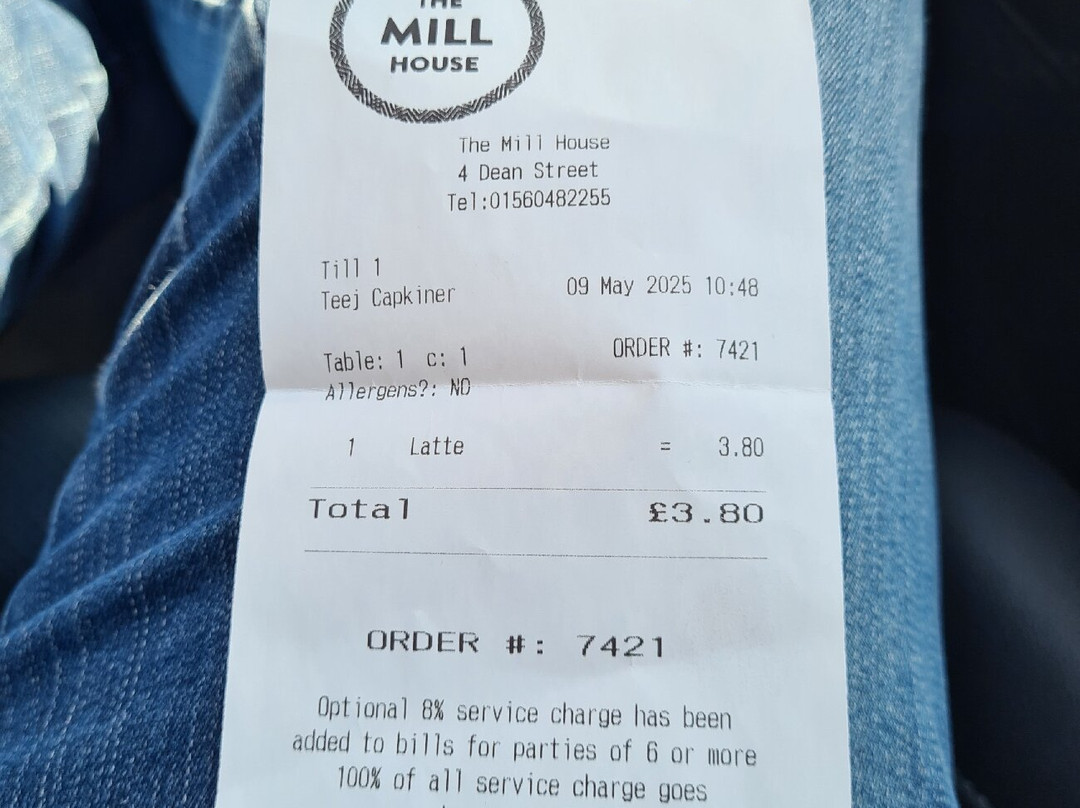 THE
MILL
HOUSE
The Mill House
4 Dean Street
Tel:01560482255
Till 1
Teej Capkiner 09 May 2025 10:48
Table: 1 c: 1 ORDER #: 7421
Allergens?: NO
1 Latte = 3.80
Total £3.80
ORDER #: 7421
Optional 8% service charge has been
added to bills for parties of 6 or more
100% of all service charge goes